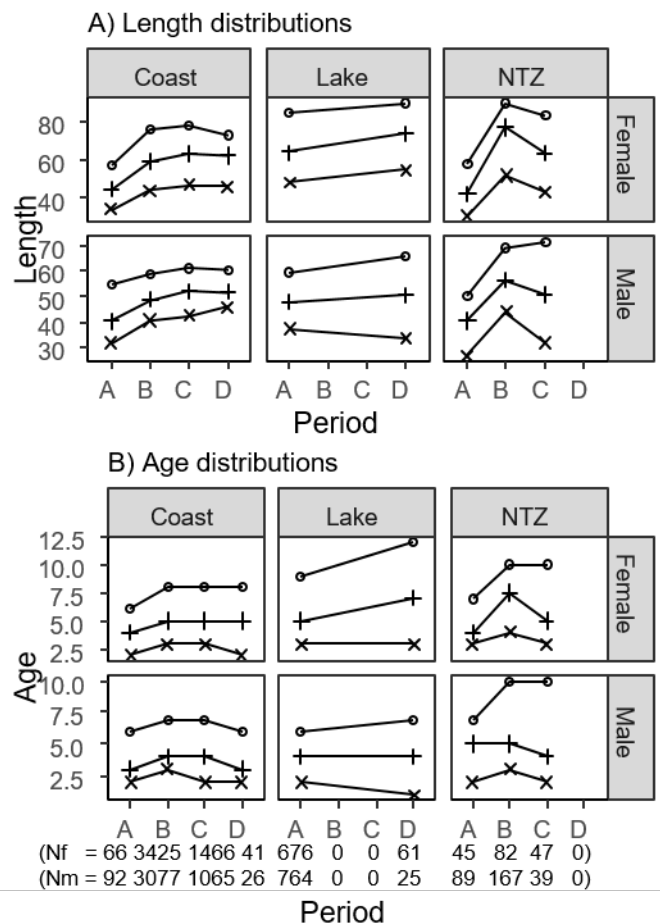 A) Length distributions
Coast Lake NTZ
80
60
40
Female
70
60
50
40
30
Male
Length
A B C D A B C D A B C D
Period
B) Age distributions
Coast Lake NTZ
12.5
10.0
7.5
5.0
2.5
Female
10.0
7.5
5.0
2.5
Male
Age
A B C D A B C D A B C D
(Nf = 66 3425 1466 41 676 0 0 61 45 82 47 0)
(Nm = 92 3077 1065 26 764 0 0 25 89 167 39 0)
Period